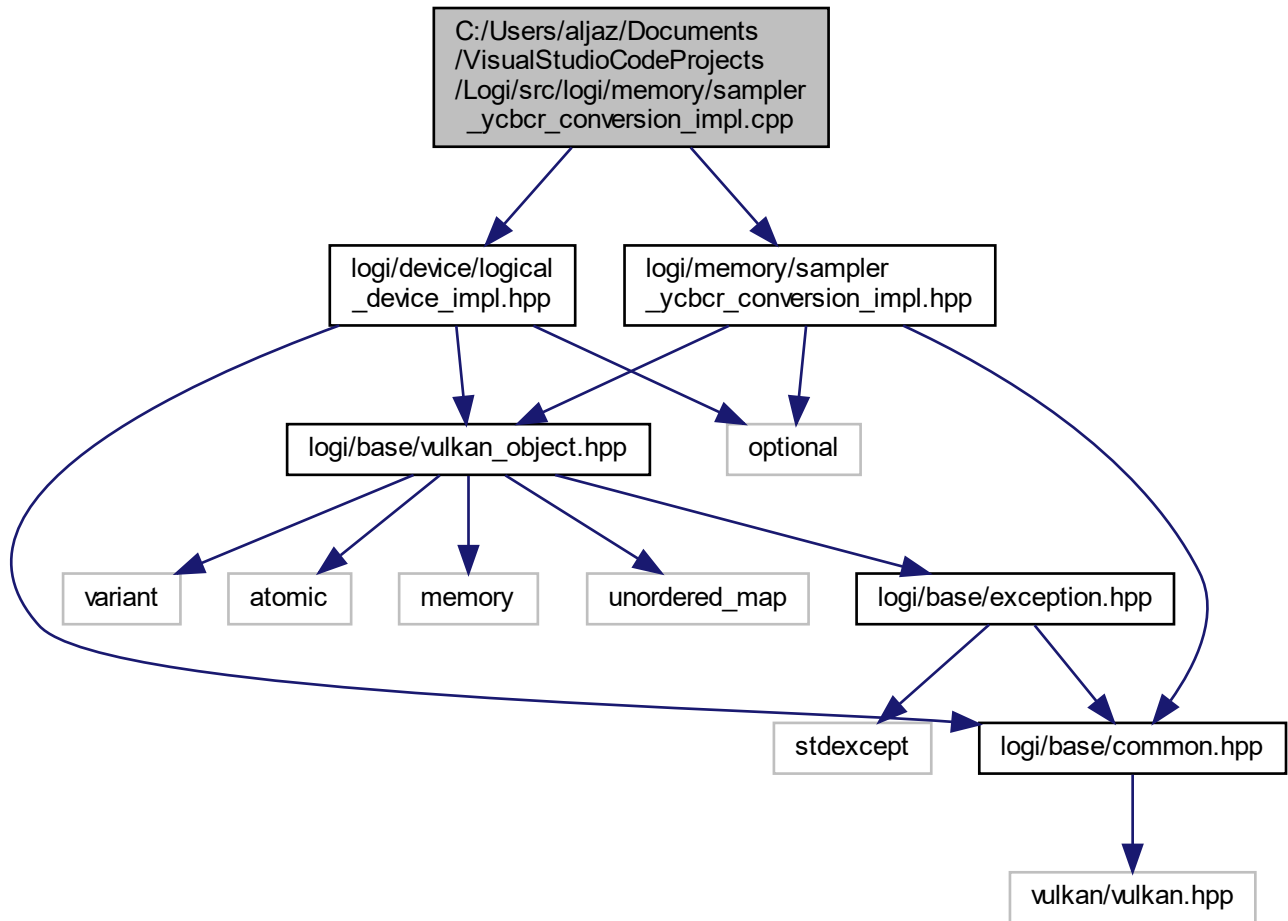 C:/Users/aljaz/Documents
/VisualStudioCodeProjects
/Logi/src/logi/memory/sampler
_ycbcr_conversion_impl.cpp
logi/device/logical
_device_impl.hpp
logi/memory/sampler
_ycbcr_conversion_impl.hpp
logi/base/vulkan_object.hpp
optional
variant
atomic
memory
unordered_map
logi/base/exception.hpp
stdexcept
logi/base/common.hpp
vulkan/vulkan.hpp